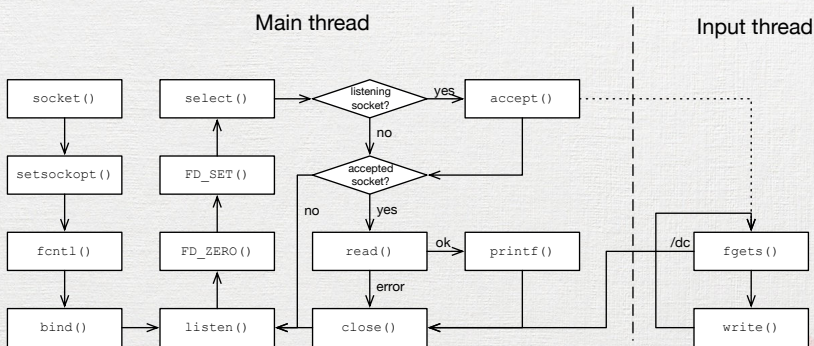 Main thread
Input thread
socket()
select()
listening
socket?
yes
accept()
no
setsockopt()
FD_SET()
accepted
socket?
no
yes
fcntl()
FD_ZERO()
read()
ok
printf()
/dc
fgets()
error
bind()
listen()
close()
write()